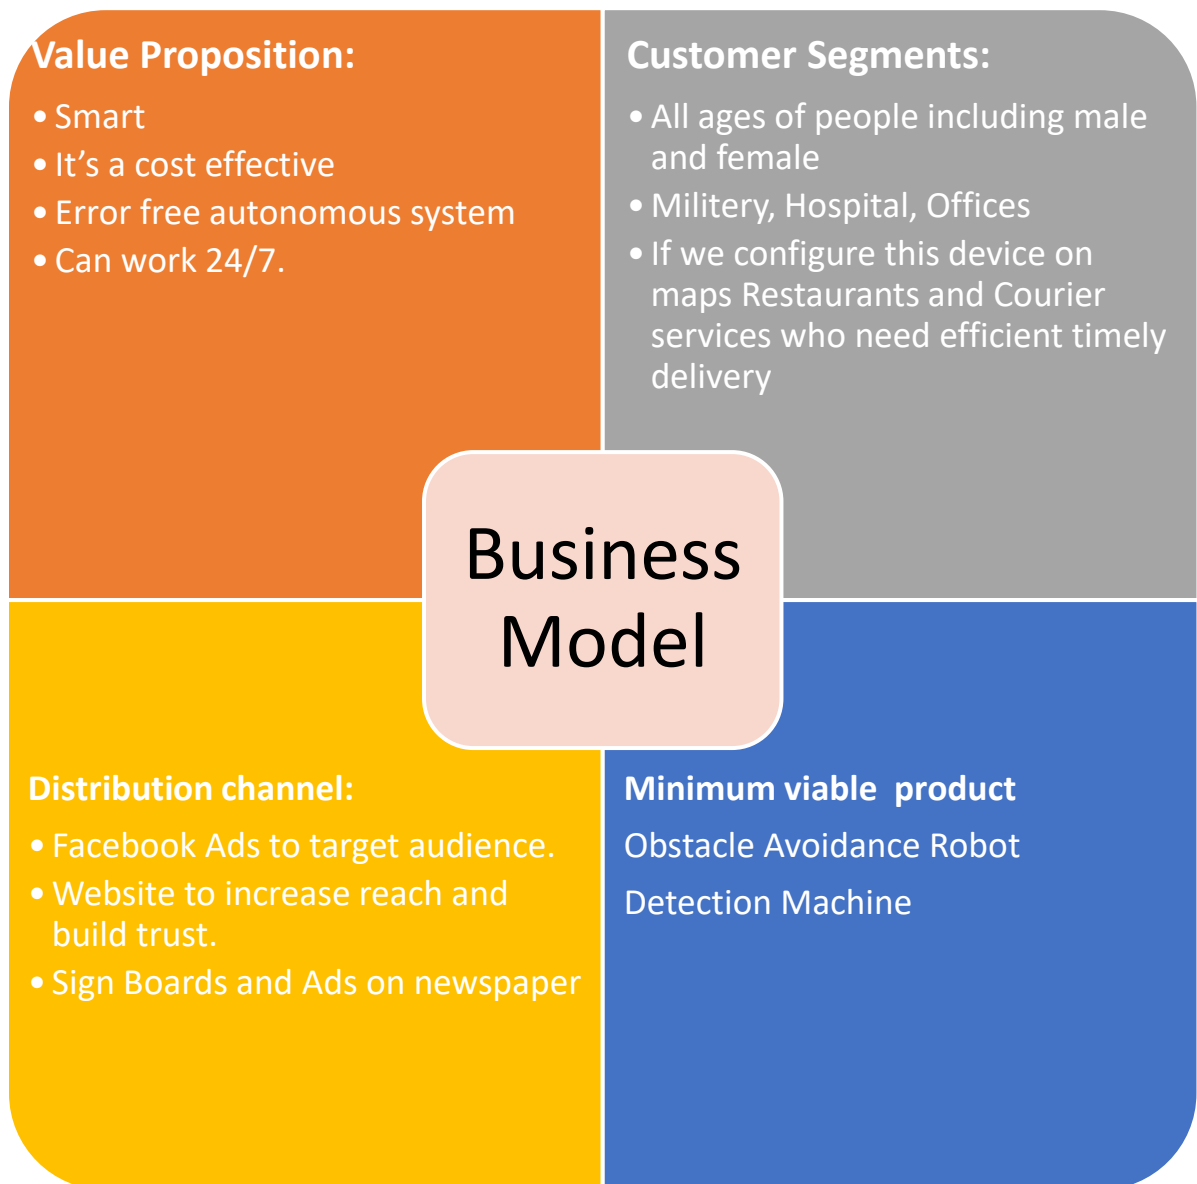 Value Proposition:
• Smart
• It’s a cost effective
• Error free autonomous system
• Can work 24/7.
Customer Segments:
• All ages of people including male
and female
• Militery, Hospital, Offices
• If we configure this device on
maps Restaurants and Courier
services who need efficient timely
delivery
Business
Model
Distribution channel:
• Facebook Ads to target audience.
• Website to increase reach and
build trust.
• Sign Boards and Ads on newspaper
Minimum viable  product
Obstacle Avoidance Robot
Detection Machine